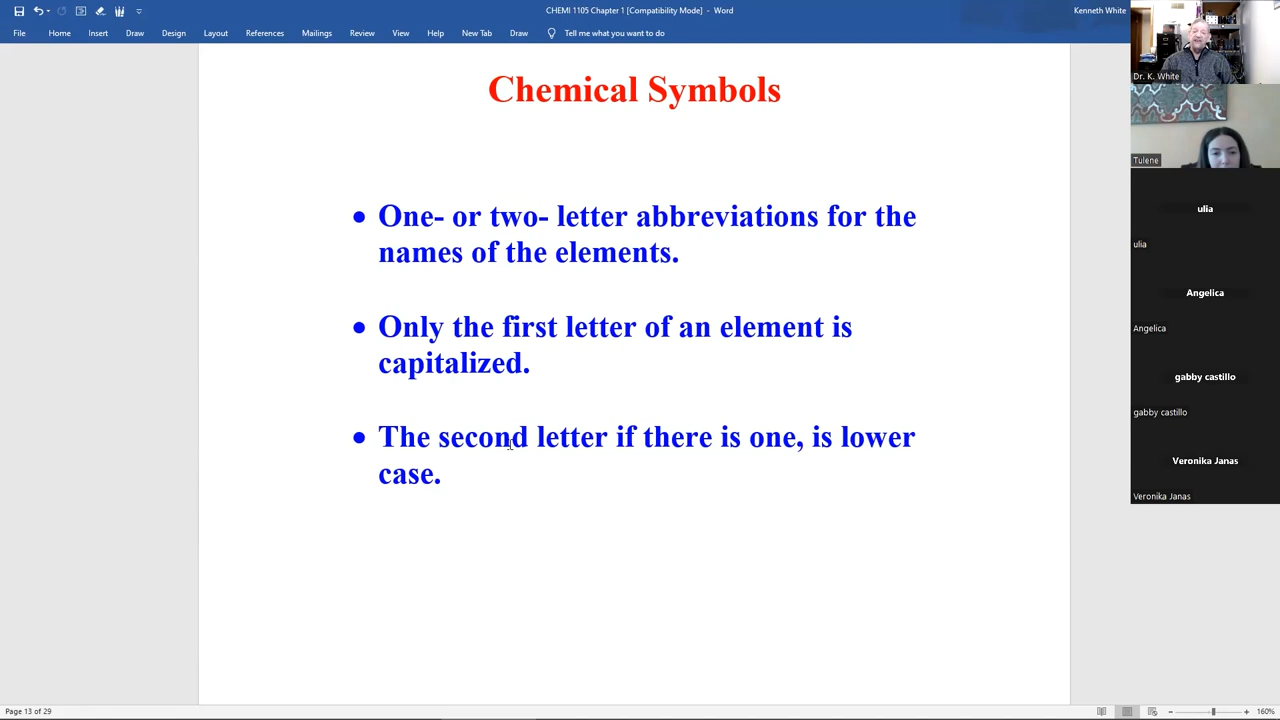 CHEMI 1105 Chapter 1 [Compatibility Mode] - Word
Kenneth White
File Home Insert Draw Design Layout References Mailings Review View Help New Tab Draw Tell me what you want to do
Chemical Symbols
• One- or two- letter abbreviations for the
names of the elements.
• Only the first letter of an element is
capitalized.
• The second letter if there is one, is lower
case.
Dr. K. White
Tulene
ulia
ulia
Angelica
Angelica
gabby castillo
gabby castillo
Veronika Janas
Veronika Janas
Page 13 of 29
160%